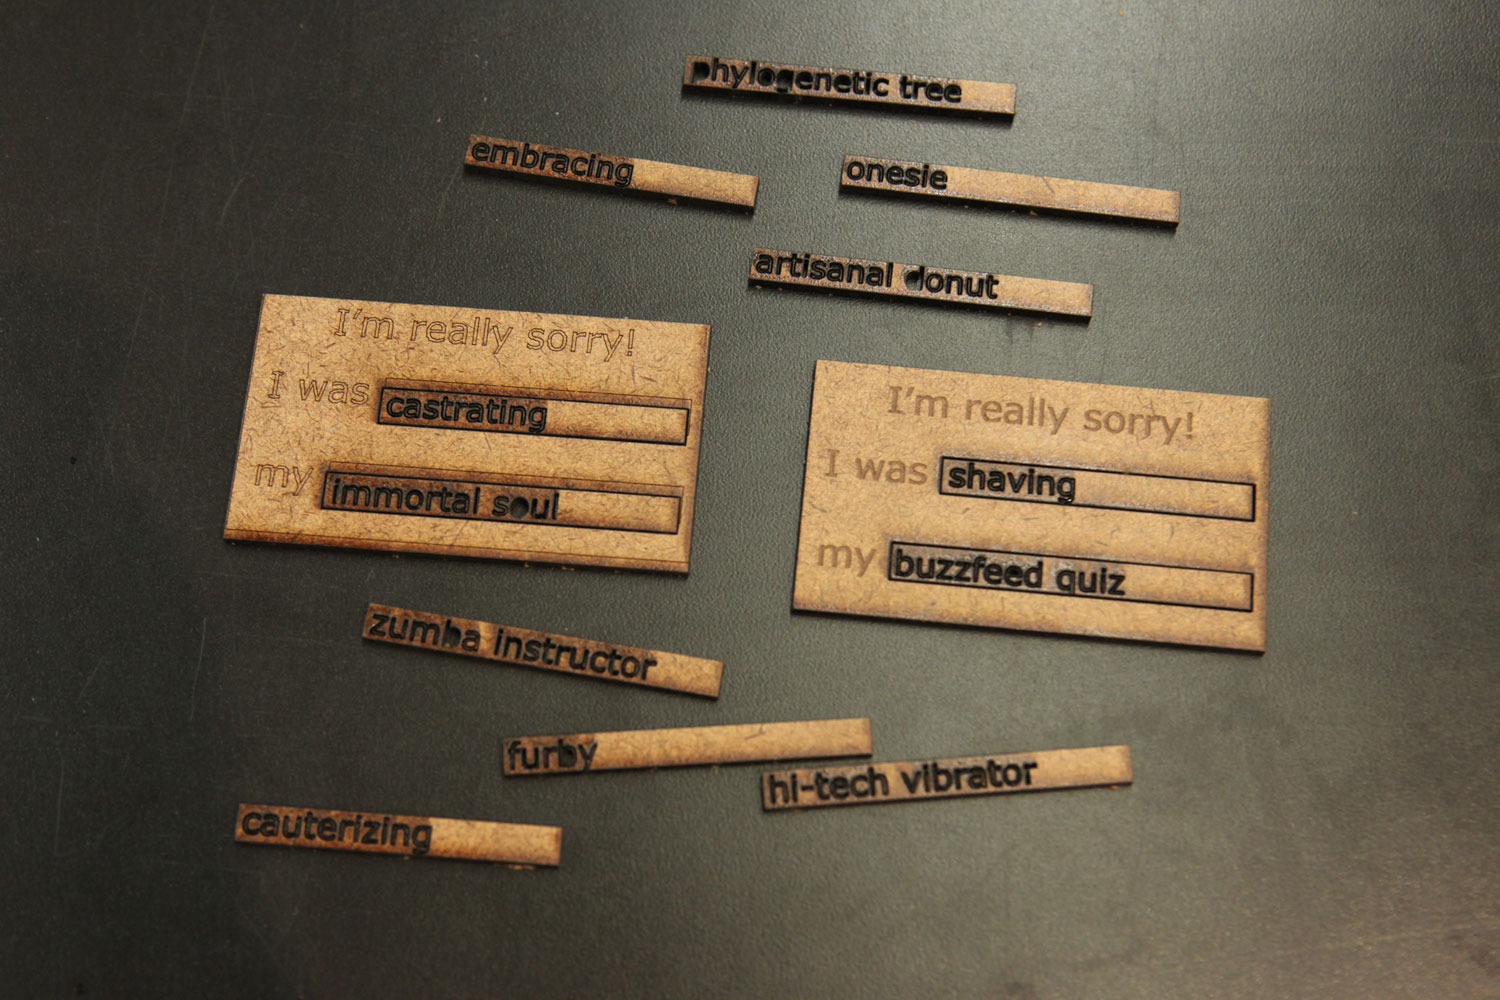 phylogenetic tree
embracing
onesie
artisanal donut
I'm really sorry!
I was castrating
my immortal soul
I'm really sorry!
I was shaving
my buzzfeed quiz
zumba instructor
furby
hi-tech vibrator
cauterizing